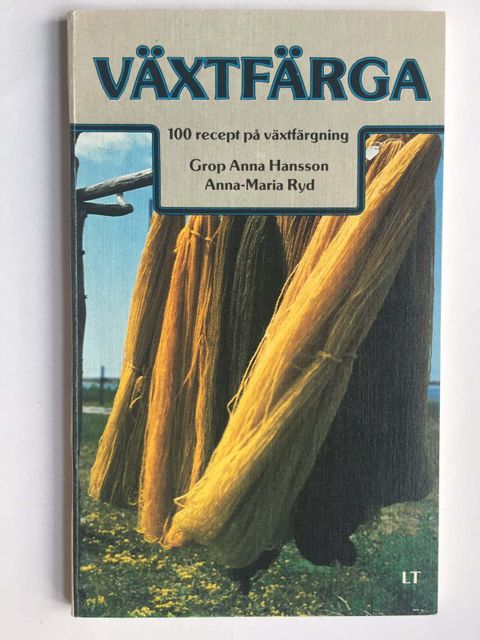 VÄXTFÄRGA
100 recept på växtfärgning
Grop Anna Hansson
Anna-Maria Ryd
LT